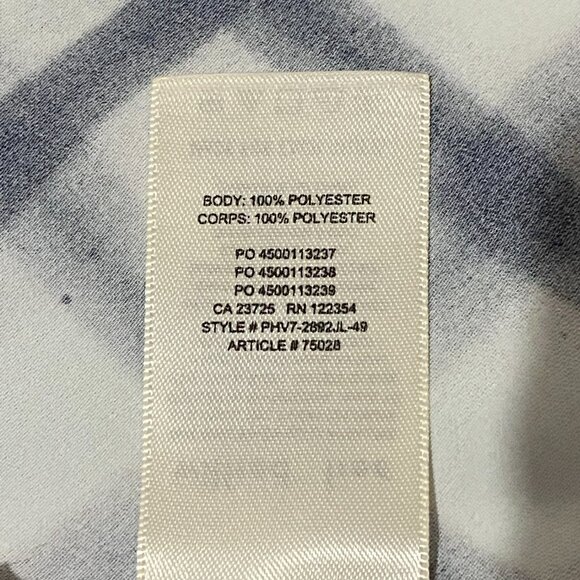 BODY: 100% POLYESTER
CORPS: 100% POLYESTER
PO 4500113237
PO 4500113238
PO 4500113239
CA 23725 RN 122354
STYLE # PHV7-2892JL-49
ARTICLE # 75028